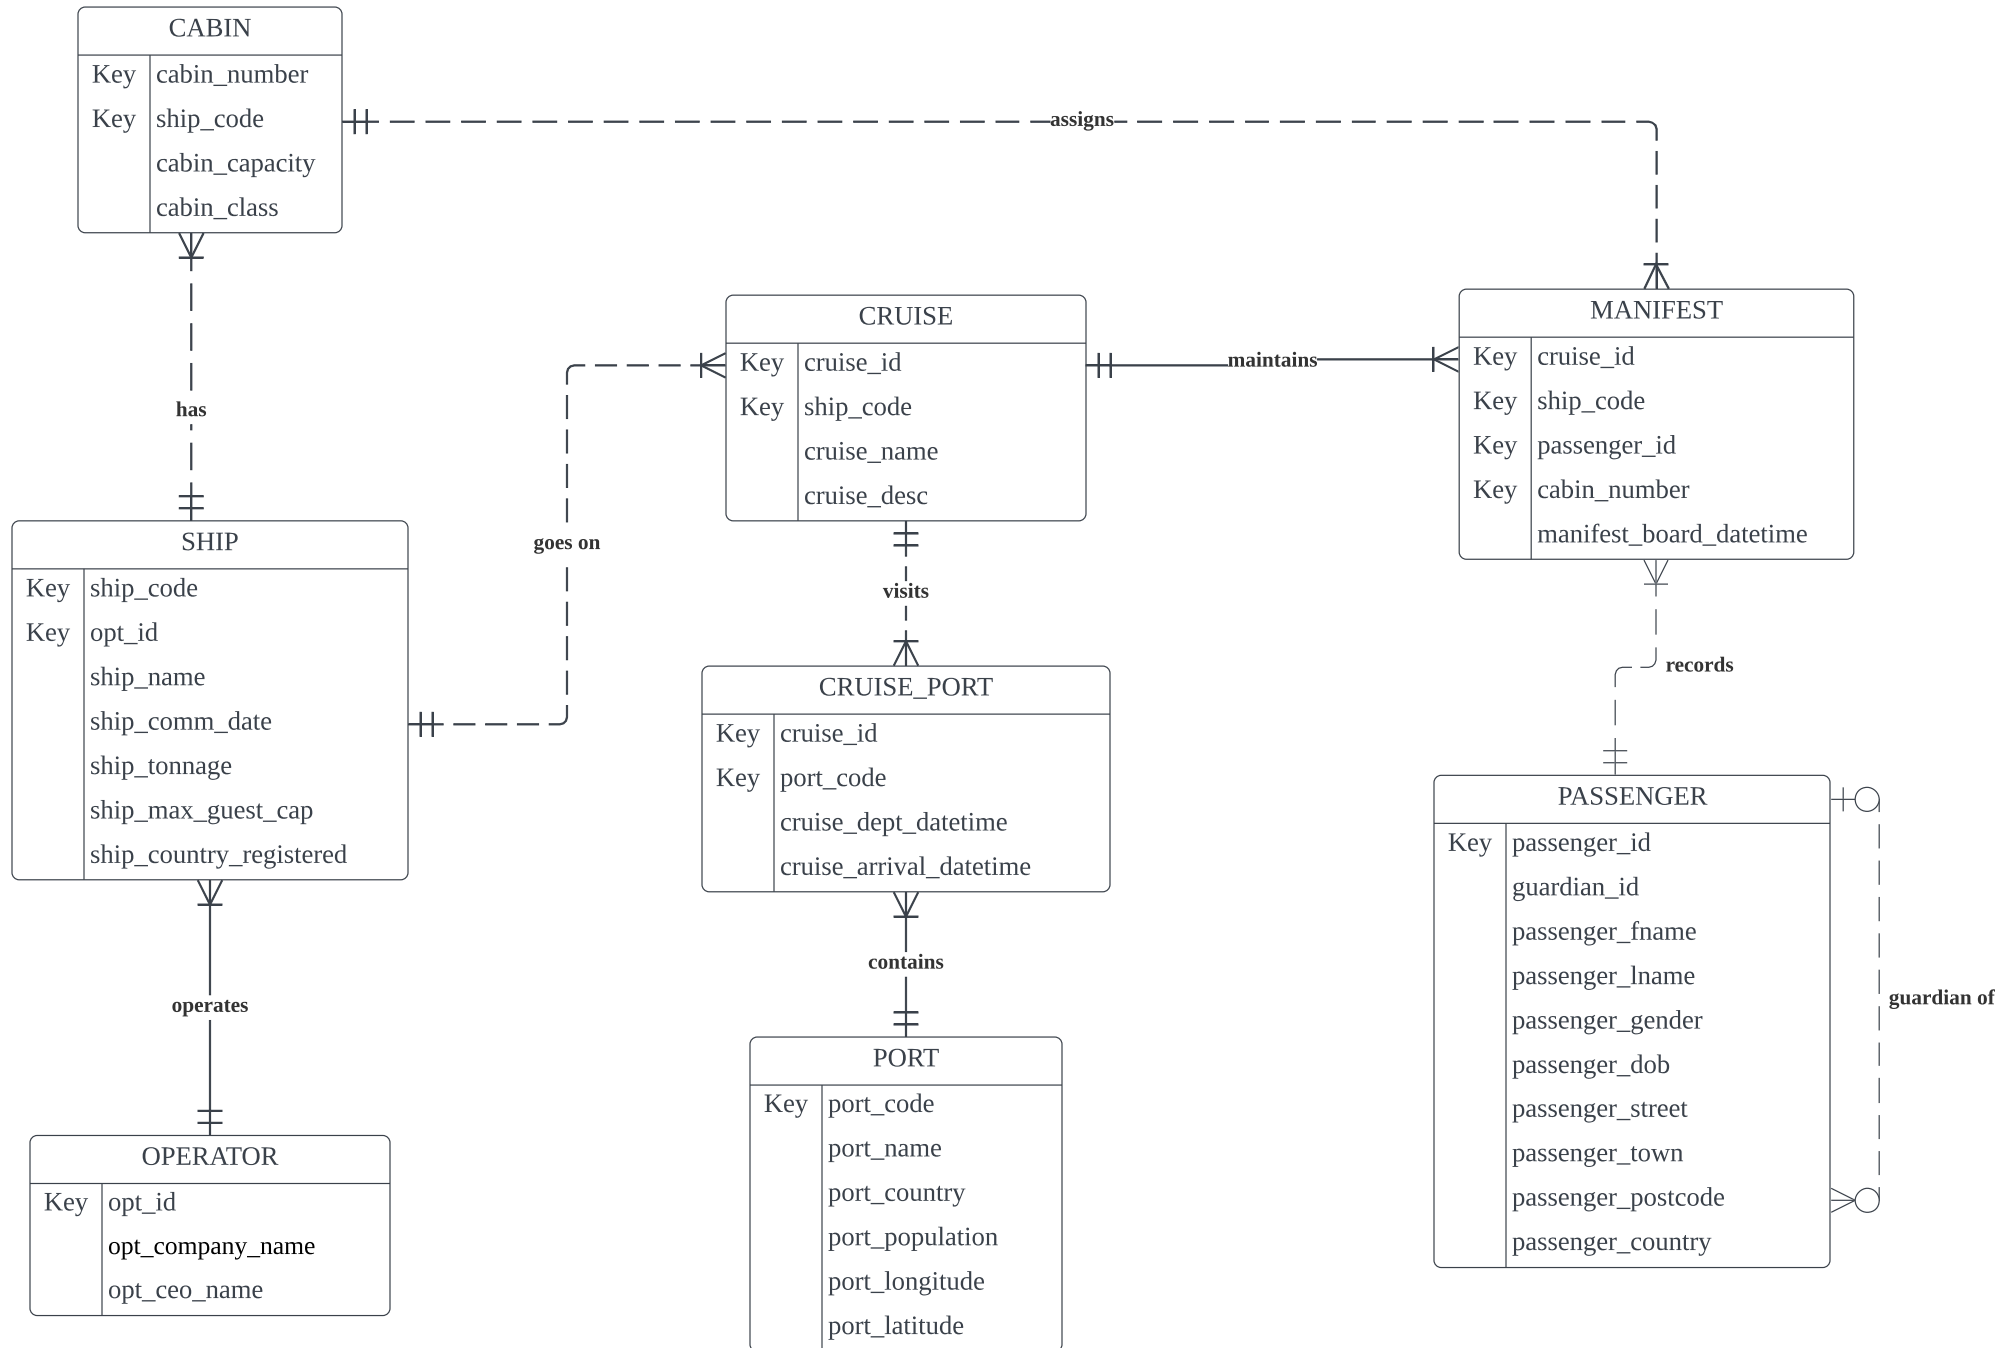 CABIN
Key cabin_number
Key ship_code
cabin_capacity
cabin_class
assigns
has
CRUISE
Key cruise_id
Key ship_code
cruise_name
cruise_desc
maintains
MANIFEST
Key cruise_id
Key ship_code
Key passenger_id
Key cabin_number
manifest_board_datetime
goes on
SHIP
Key ship_code
Key opt_id
ship_name
ship_comm_date
ship_tonnage
ship_max_guest_cap
ship_country_registered
visits
CRUISE_PORT
Key cruise_id
Key port_code
cruise_dept_datetime
cruise_arrival_datetime
records
PASSENGER
Key passenger_id
guardian_id
passenger_fname
passenger_lname
passenger_gender
passenger_dob
passenger_street
passenger_town
passenger_postcode
passenger_country
guardian of
operates
contains
OPERATOR
Key opt_id
opt_company_name
opt_ceo_name
PORT
Key port_code
port_name
port_country
port_population
port_longitude
port_latitude